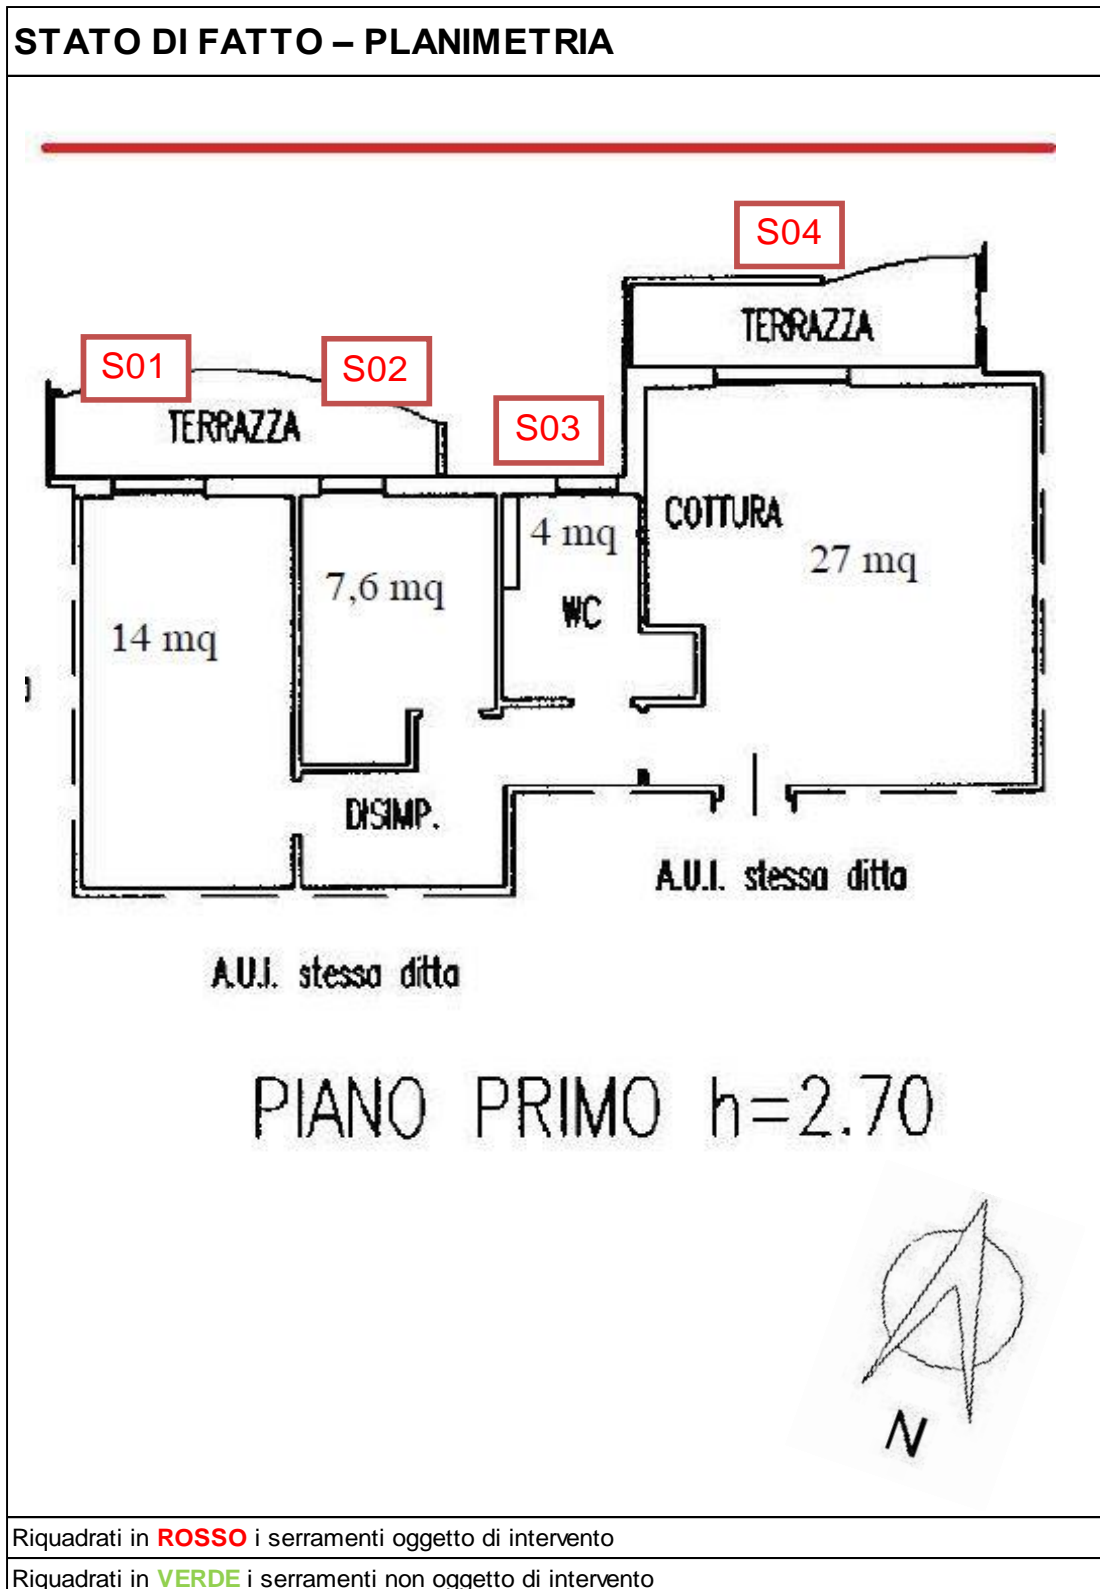 STATO DI FATTO – PLANIMETRIA
S04
TERRAZZA
S01
S02
TERRAZZA
S03
COTTURA
4 mq
27 mq
7,6 mq
WC
14 mq
DISIMP.
A.U.I. stessa ditta
A.U.I. stessa ditta
PIANO PRIMO h=2.70
N
Riquadrati in ROSSO i serramenti oggetto di intervento
Riquadrati in VERDE i serramenti non oggetto di intervento